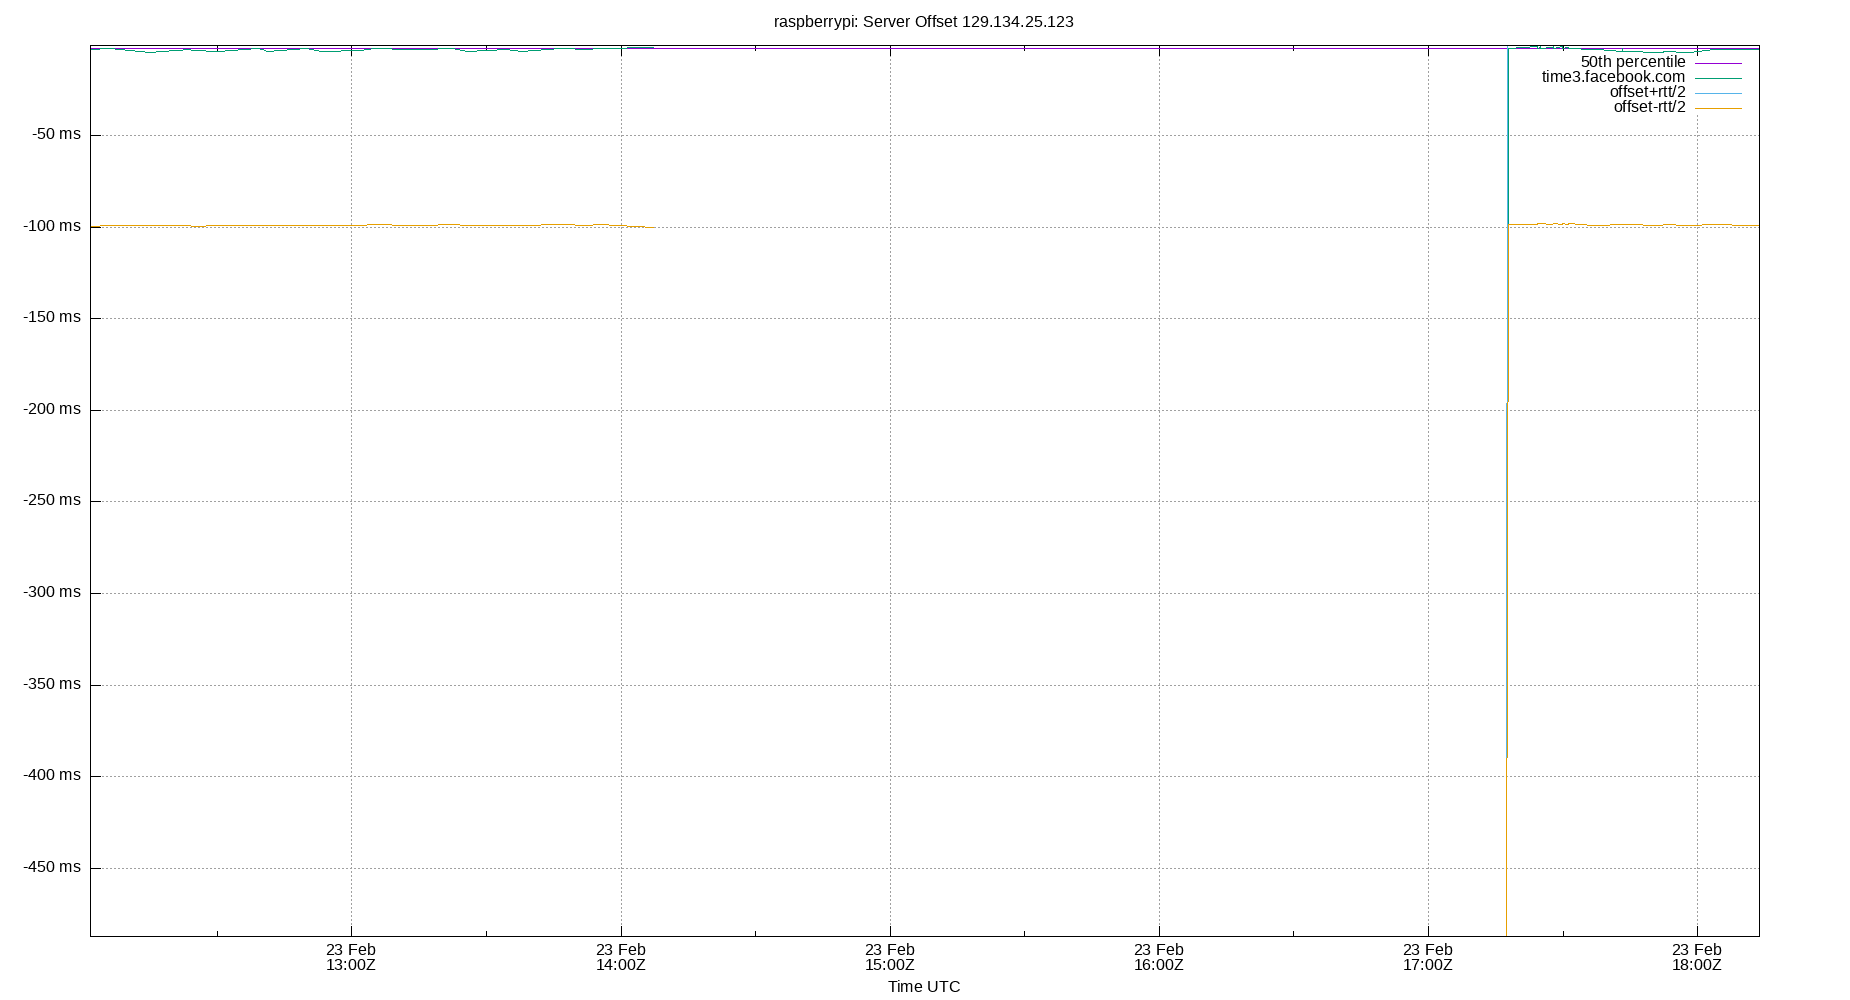 raspberrypi: Server Offset 129.134.25.123
50th percentile
time3.facebook.com
offset+rtt/2
offset-rtt/2
-50 ms
-100 ms
-150 ms
-200 ms
-250 ms
-300 ms
-350 ms
-400 ms
-450 ms
23 Feb 23 Feb 23 Feb 23 Feb 23 Feb 23 Feb
13:00Z 14:00Z 15:00Z 16:00Z 17:00Z 18:00Z
Time UTC